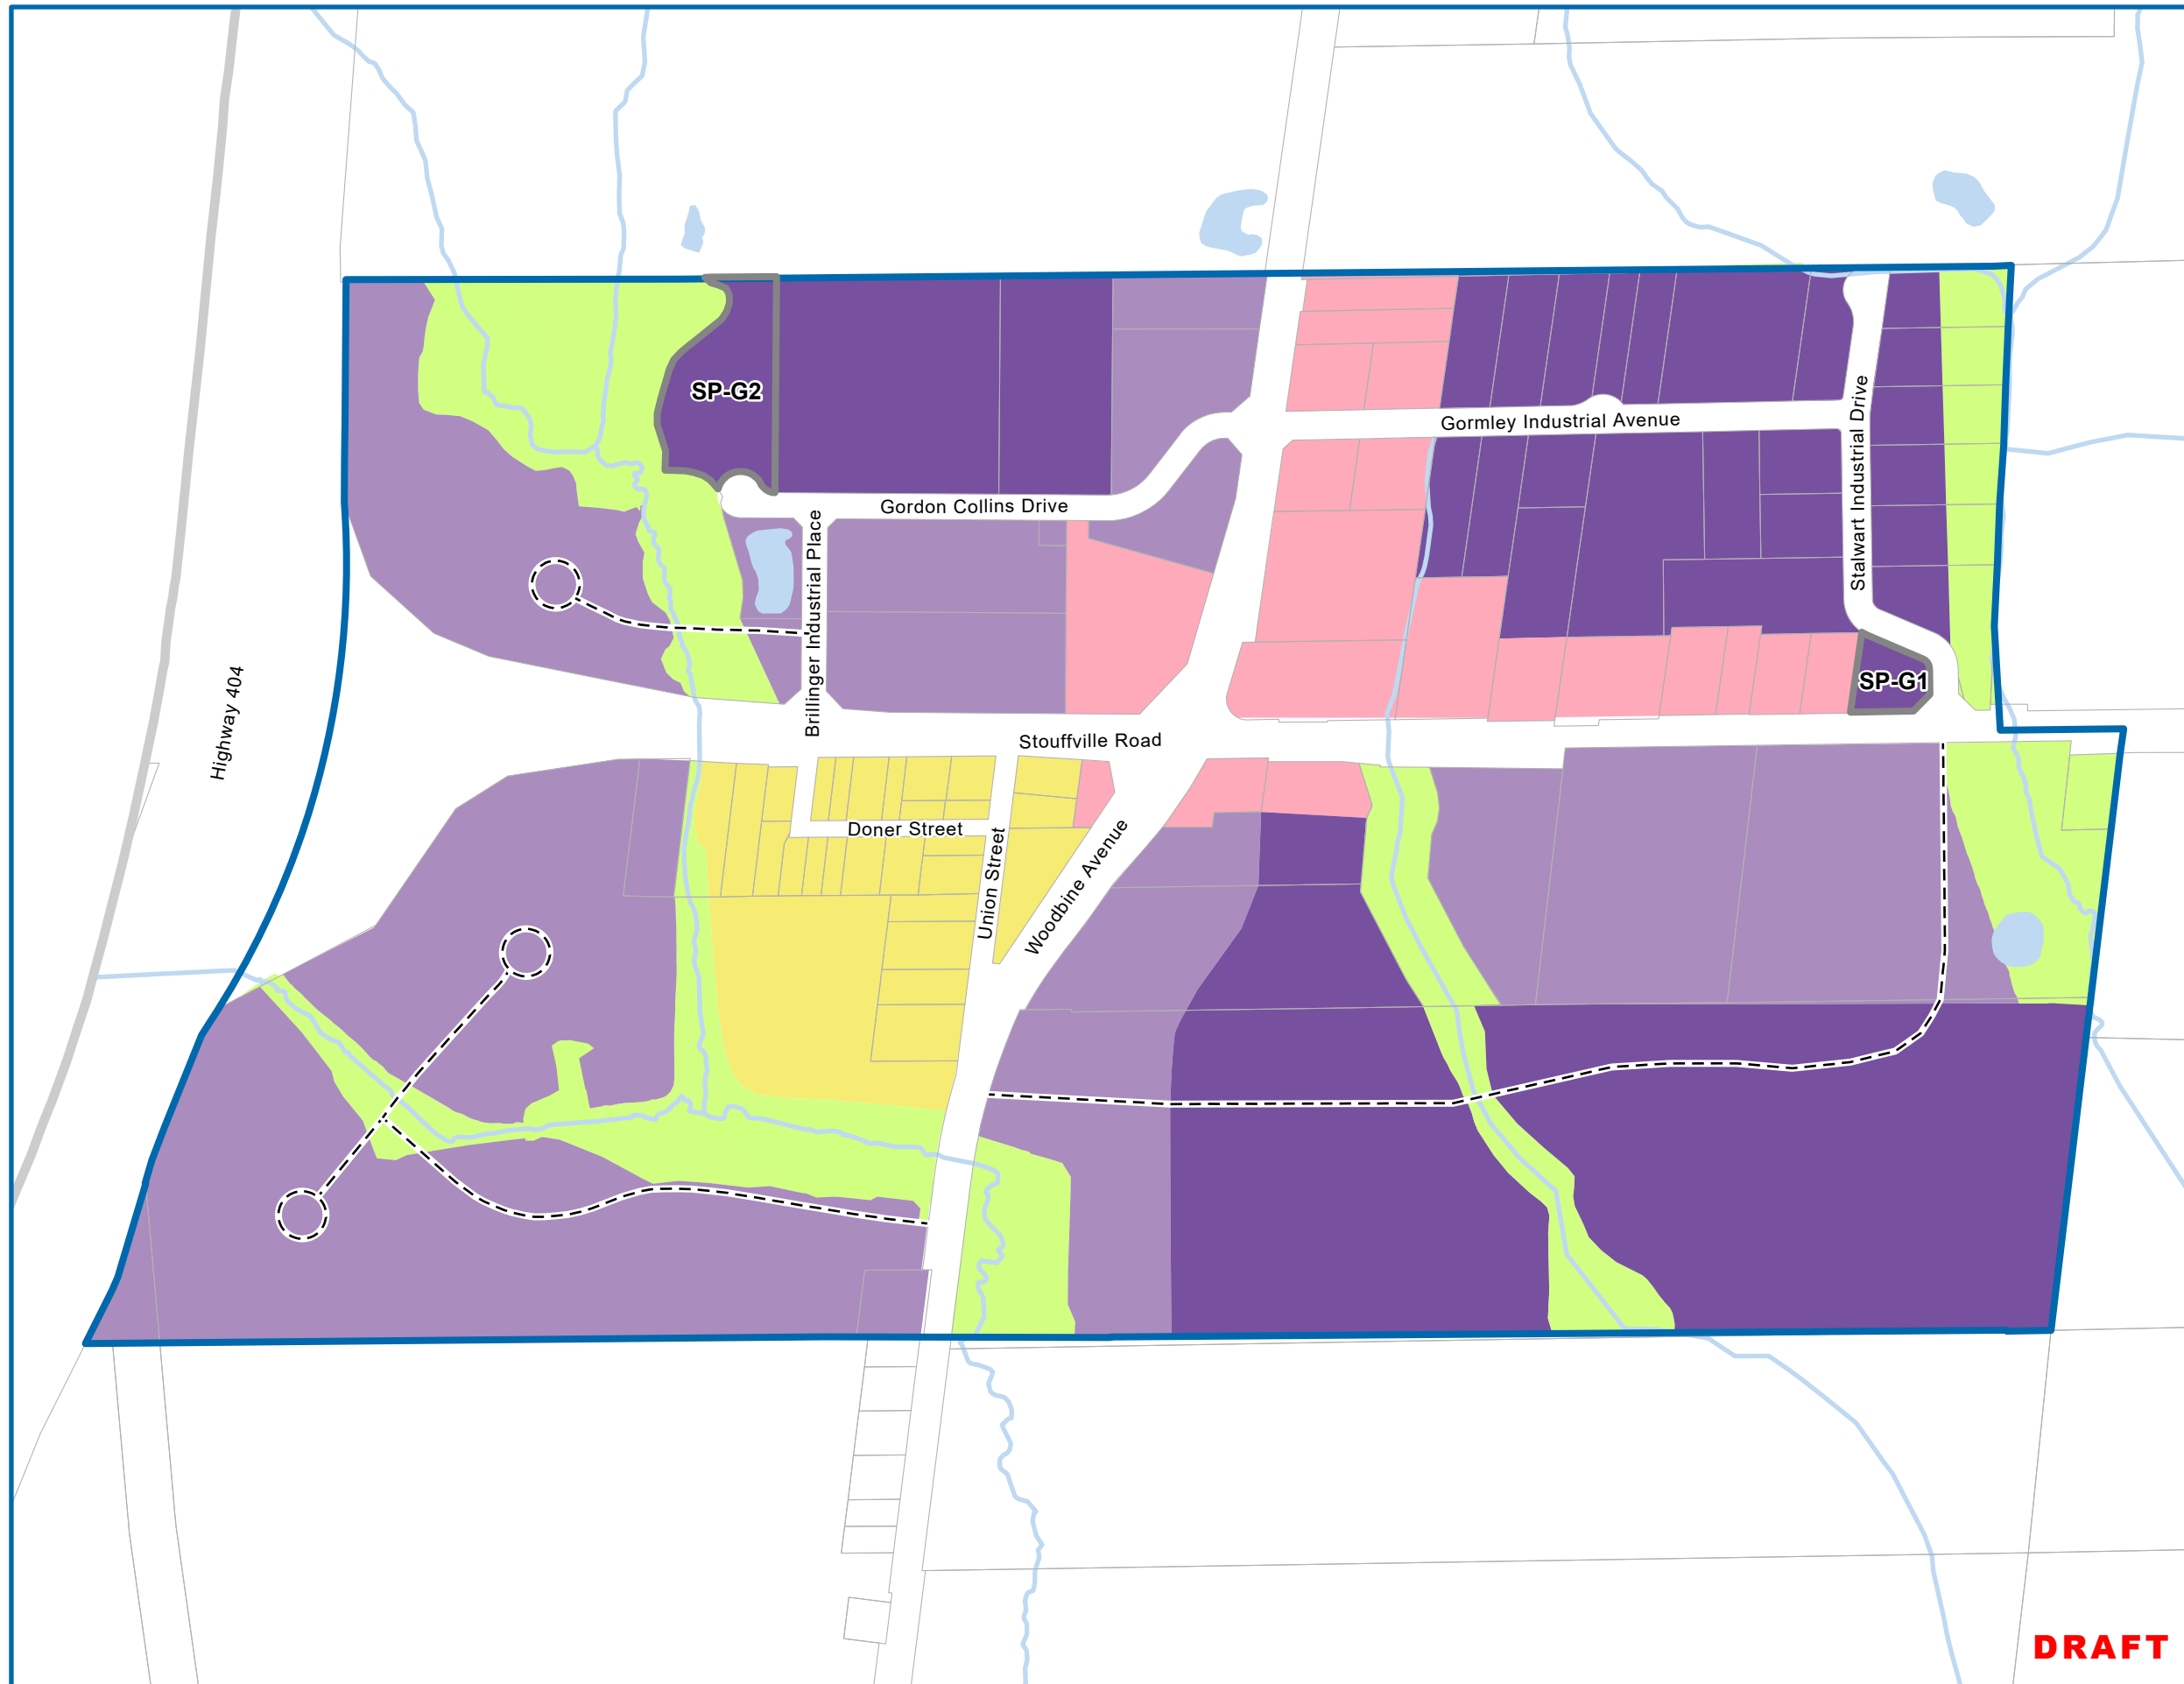 SP-G2
Gormley Industrial Avenue
Stalwart Industrial Drive
Gordon Collins Drive
Brillinger Industrial Place
SP-G1
Highway 404
Stouffville Road
Doner Street
Union Street
Woodbine Avenue
DRAFT